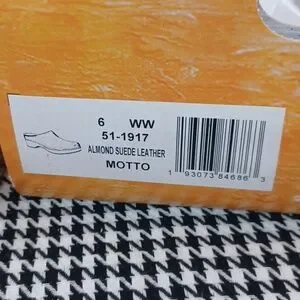 6 WW
51-1917
ALMOND SUEDE LEATHER
MOTTO
1 93073 84686 3